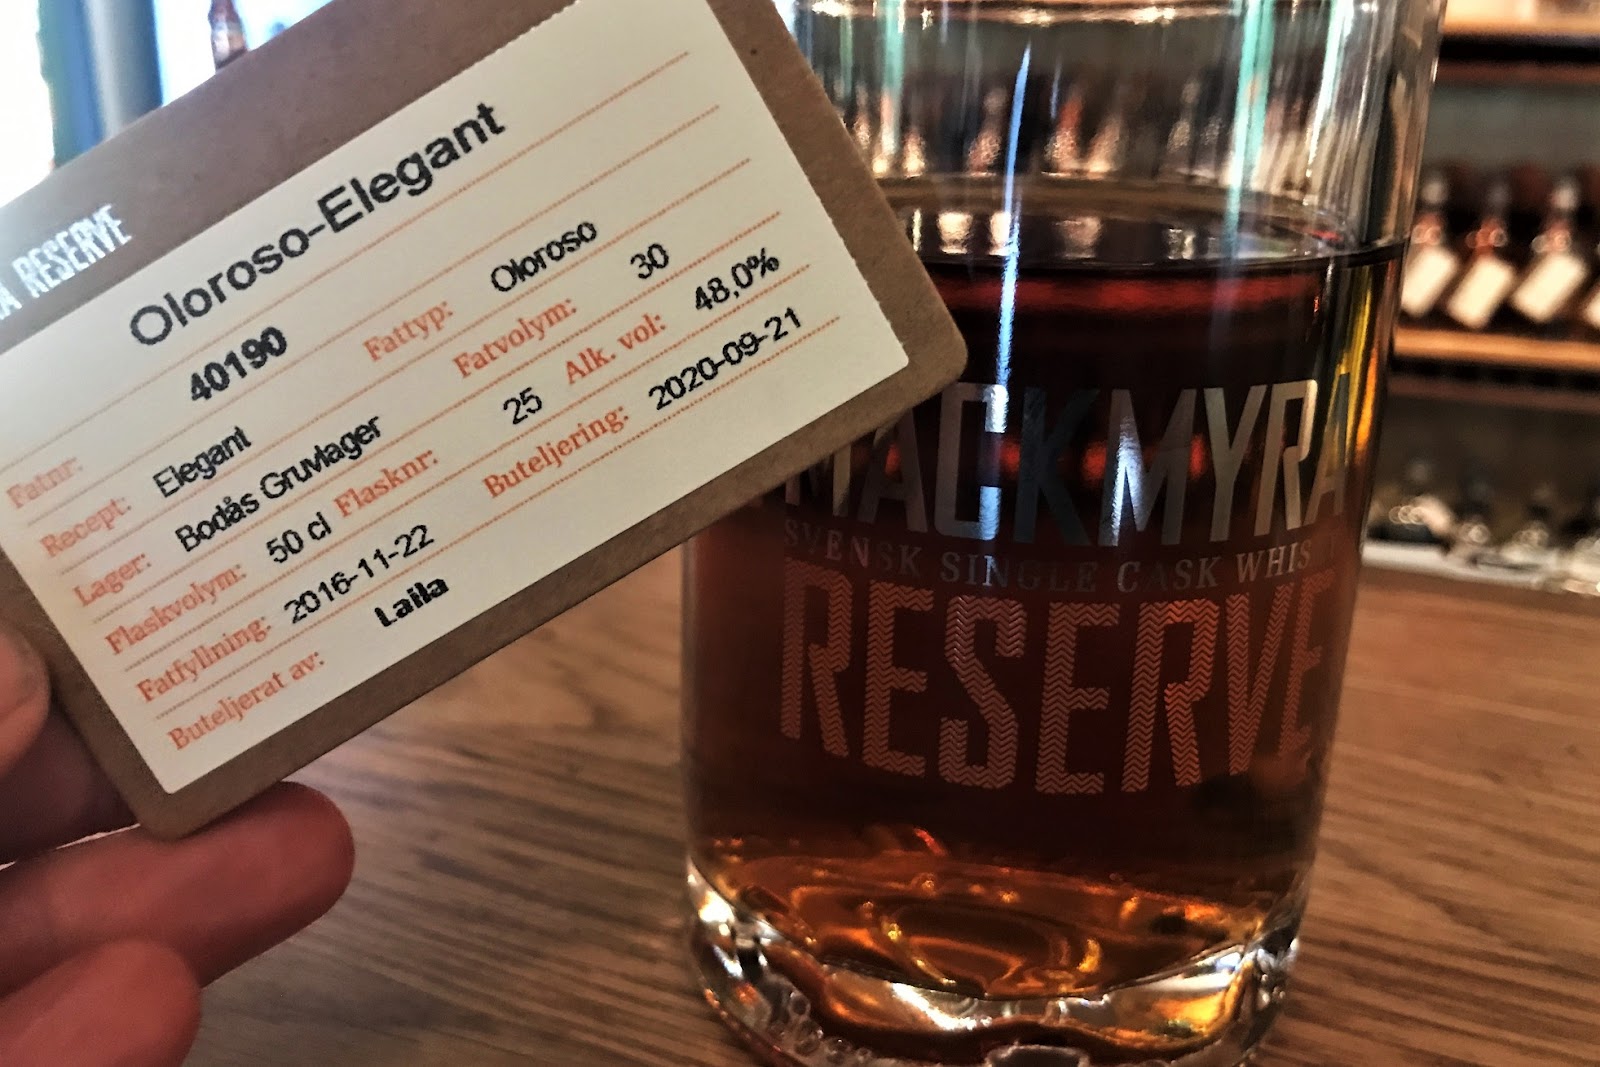 RESERVE
Oloroso-Elegant
Fatnr: 40190
Recept: Elegant Fattyp: Oloroso
Lager: Bodås Gruvlager Fatvolym: 30
Flaskvolym: 50 cl Flasknr: 25 Alk. vol: 48,0%
Fatfyllning: 2016-11-22 Buteljering: 2020-09-21
Buteljerat av: Laila
MACKMYRA
SVENSK SINGLE CASK WHIS
RESERVE